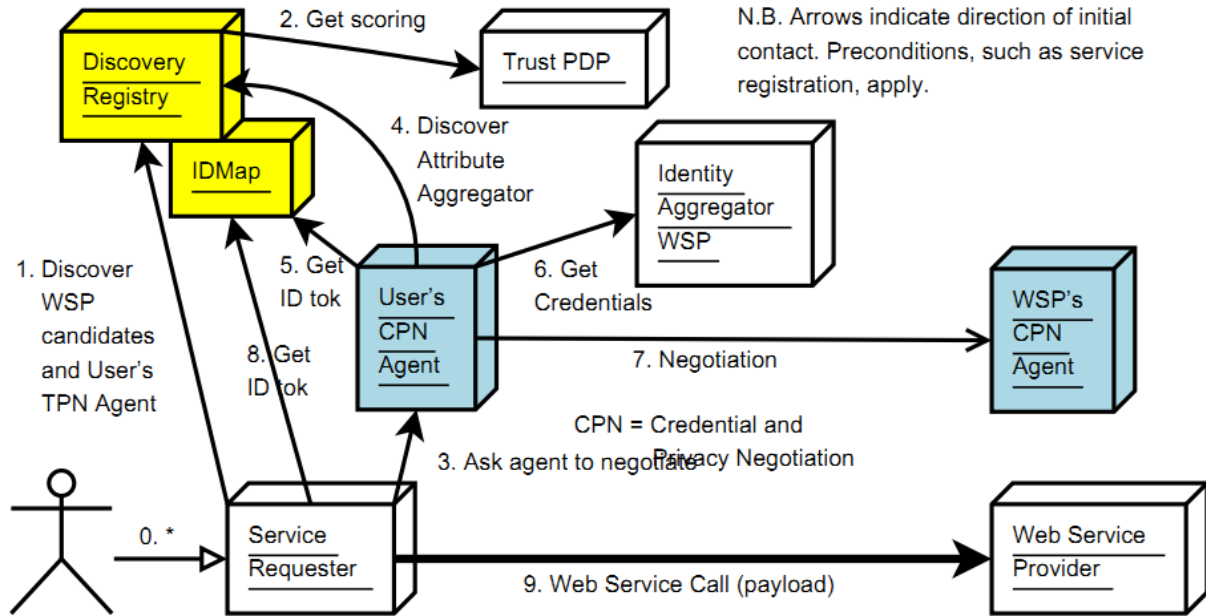 2. Get scoring
N.B. Arrows indicate direction of initial
contact. Preconditions, such as service
registration, apply.
Discovery
Registry
Trust PDP
4. Discover
Attribute
Aggregator
IDMap
Identity
Aggregator
WSP
1. Discover
WSP
candidates
and User's
TPN Agent
5. Get
ID tok
6. Get
Credentials
User's
CPN
Agent
WSP's
CPN
Agent
8. Get
ID tok
7. Negotiation
CPN = Credential and
Privacy Negotiation
3. Ask agent to negotiate
0. *
Service
Requester
Web Service
Provider
9. Web Service Call (payload)